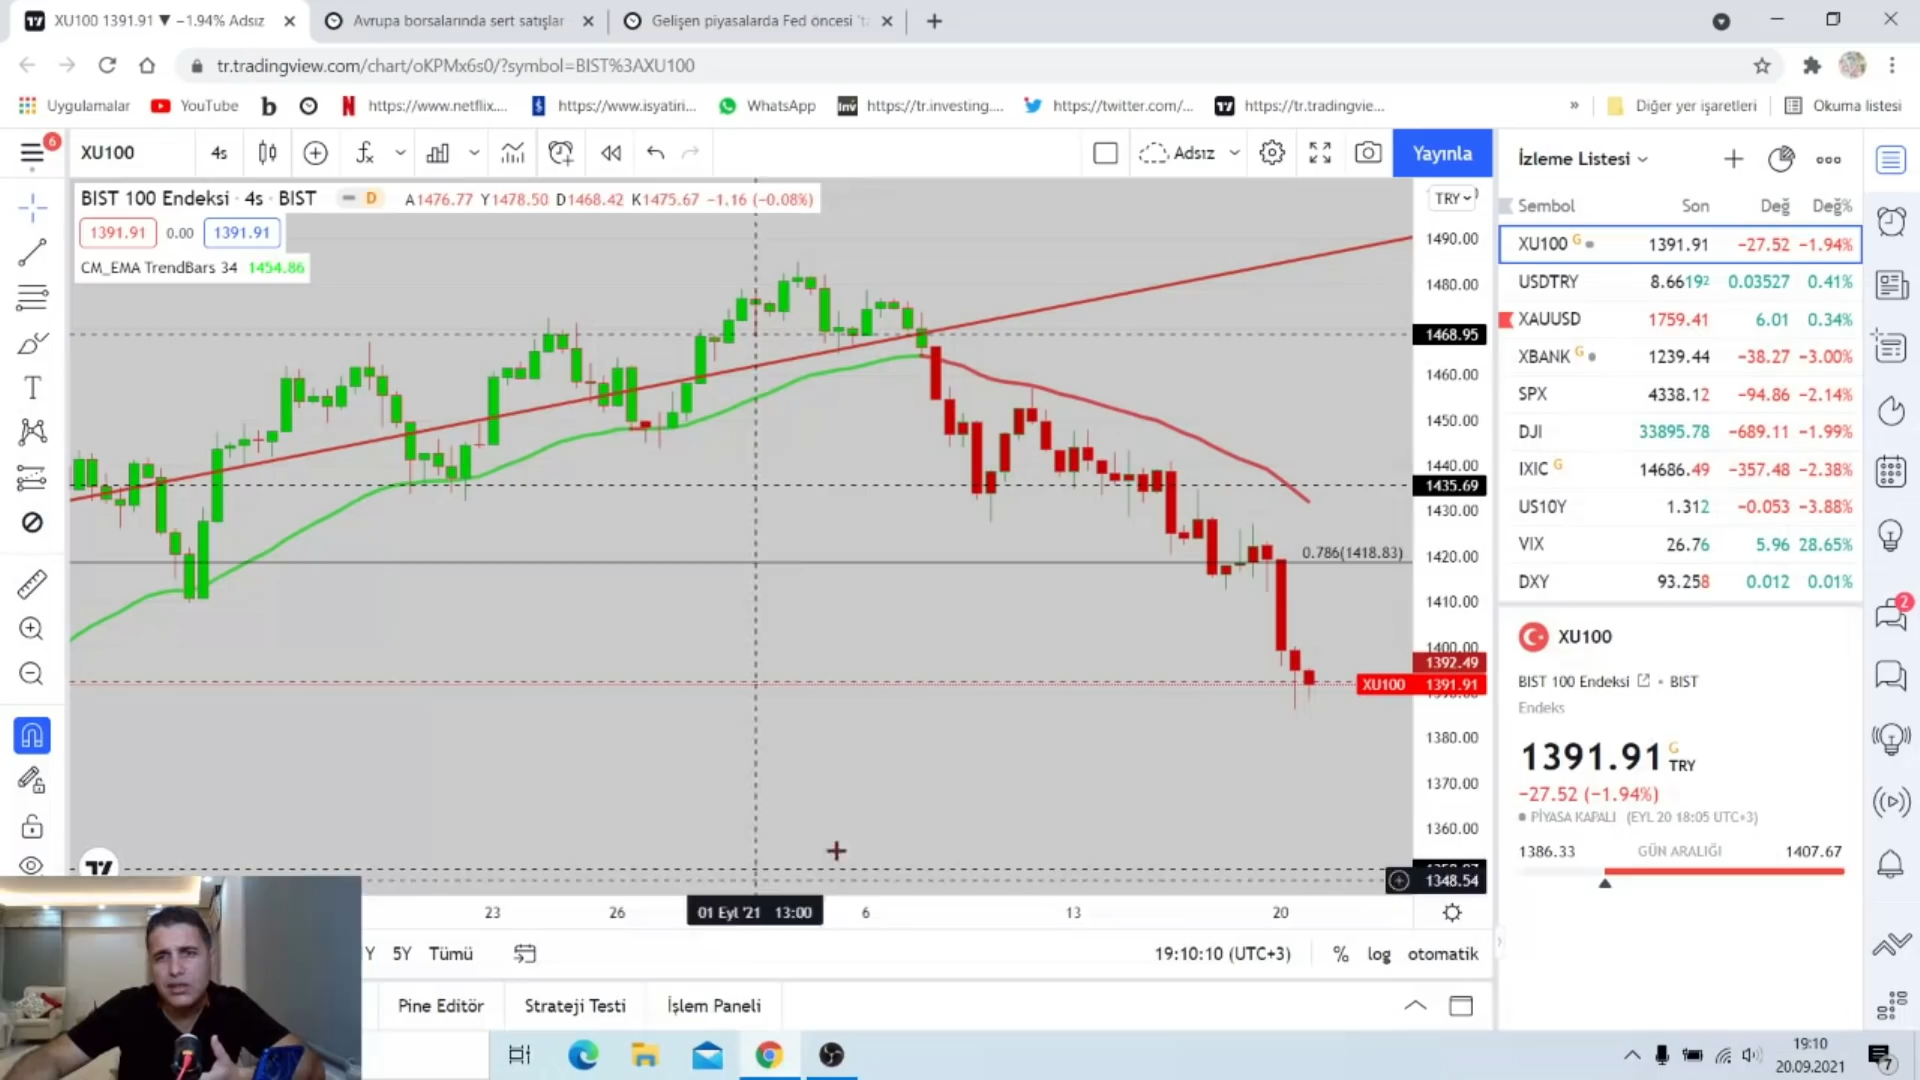 XU100 1391.91 ▼ −1.94% Adsız
Avrupa borsalarında sert satışlar
Gelişen piyasalarda Fed öncesi 't
tr.tradingview.com/chart/oKPMx6s0/?symbol=BIST%3AXU100
Uygulamalar
YouTube
b
https://www.netflix....
https://www.isyatiri...
WhatsApp
inv
https://tr.investing....
https://twitter.com/...
https://tr.tradingvie...
»
Diğer yer işaretleri
Okuma listesi
6
XU100
4s
Adsız
Yayınla
BIST 100 Endeksi · 4s · BIST
D
A1476.77 Y1478.50 D1468.42 K1475.67 −1.16 (−0.08%)
1391.91 0.00 1391.91
CM_EMA TrendBars 34 1454.86
TRY
1490.00
1480.00
1468.95
1460.00
1450.00
1440.00
1435.69
1430.00
0.786(1418.83)
1420.00
1410.00
1400.00
1392.49
XU100 1391.91
1380.00
1370.00
1360.00
1348.54
23
26
01 Eyl '21 13:00
6
13
20
Y
5Y
Tümü
19:10:10 (UTC+3)
%
log
otomatik
Pine Editör
Strateji Testi
İşlem Paneli
İzleme Listesi
Sembol Son Değ Değ%
XU100 G 1391.91 −27.52 −1.94%
USDTRY 8.6619² 0.03527 0.41%
XAUUSD 1759.41 6.01 0.34%
XBANK G 1239.44 −38.27 −3.00%
SPX 4338.12 −94.86 −2.14%
DJI 33895.78 −689.11 −1.99%
IXIC G 14686.49 −357.48 −2.38%
US10Y 1.312 −0.053 −3.88%
VIX 26.76 5.96 28.65%
DXY 93.258 0.012 0.01%
XU100
BIST 100 Endeksi • BIST
Endeks
1391.91 G TRY
−27.52 (−1.94%)
PİYASA KAPALI (EYL 20 18:05 UTC+3)
1386.33 GÜN ARALIĞI 1407.67
2
19:10
20.09.2021
7